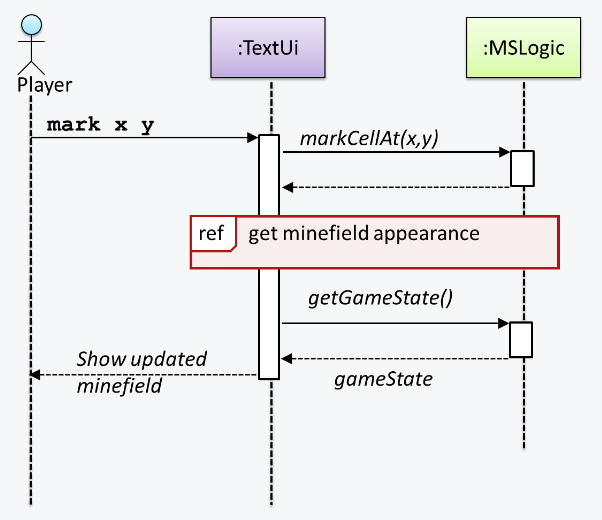 :TextUi
:MSLogic
Player
mark x y
markCellAt(x,y)
ref
get minefield appearance
getGameState()
Show updated
minefield
gameState